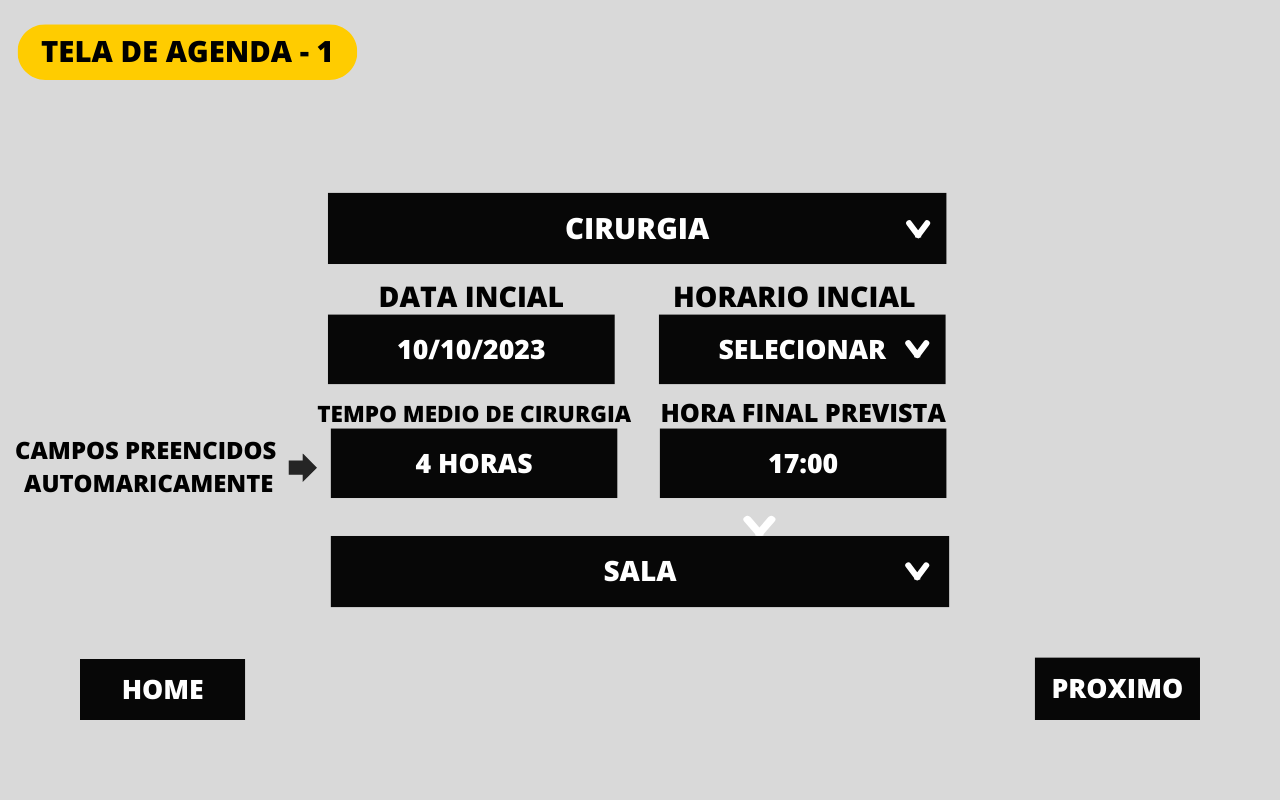 TELA DE AGENDA - 1
CIRURGIA
DATA INCIAL
HORARIO INCIAL
10/10/2023
SELECIONAR
TEMPO MEDIO DE CIRURGIA
HORA FINAL PREVISTA
CAMPOS PREENCIDOS
AUTOMARICAMENTE
4 HORAS
17:00
SALA
HOME
PROXIMO